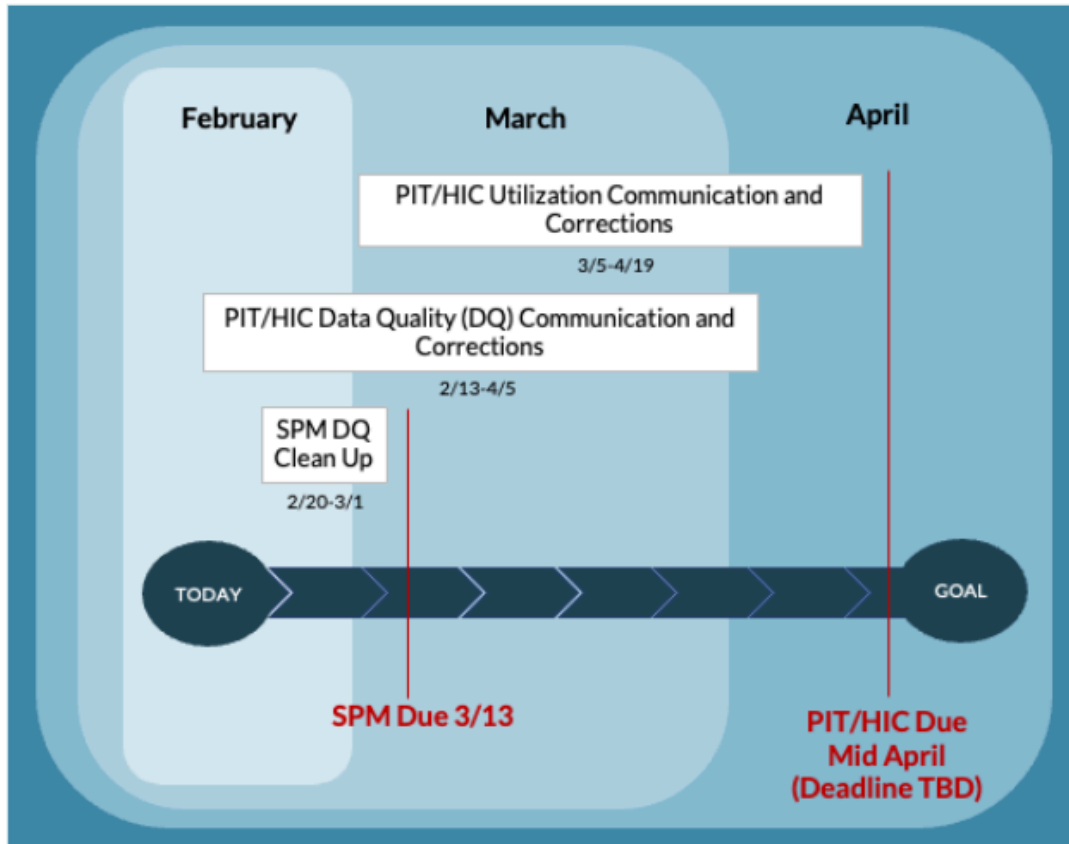 February
March
April
PIT/HIC Utilization Communication and
Corrections
3/5-4/19
PIT/HIC Data Quality (DQ) Communication and
Corrections
2/13-4/5
SPM DQ
Clean Up
2/20-3/1
TODAY
GOAL
SPM Due 3/13
PIT/HIC Due
Mid April
(Deadline TBD)